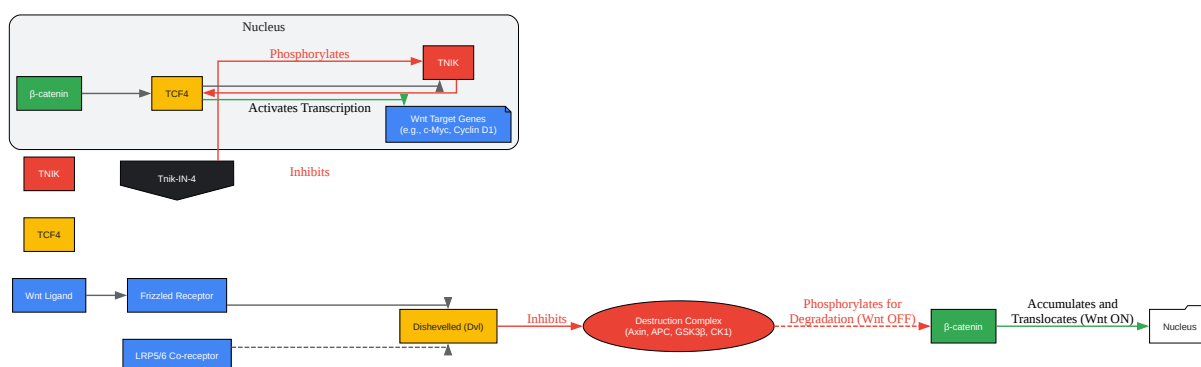 Nucleus
Phosphorylates
TNIK
β-catenin
TCF4
Activates Transcription
Wnt Target Genes
(e.g., c-Myc, Cyclin D1)
TNIK
Tnik-IN-4
Inhibits
TCF4
Wnt Ligand
Frizzled Receptor
LRP5/6 Co-receptor
Dishevelled (Dvl)
Inhibits
Destruction Complex
(Axin, APC, GSK3β, CK1)
Phosphorylates for
Degradation (Wnt OFF)
β-catenin
Accumulates and
Translocates (Wnt ON)
Nucleus